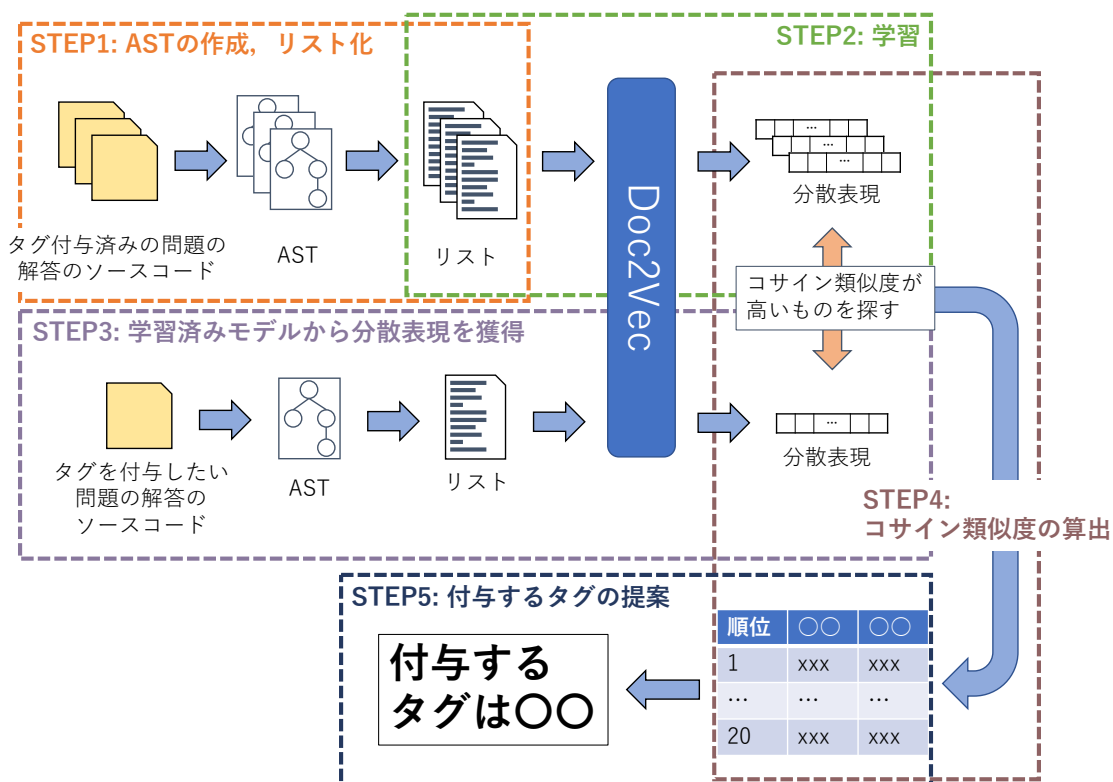 STEP1: ASTの作成，リスト化
STEP2: 学習
タグ付与済みの問題の
解答のソースコード
AST
リスト
Doc2Vec
...
...
...
分散表現
コサイン類似度が
高いものを探す
STEP3: 学習済みモデルから分散表現を獲得
タグを付与したい
問題の解答の
ソースコード
AST
リスト
...
分散表現
STEP4:
コサイン類似度の算出
STEP5: 付与するタグの提案
付与する
タグは〇〇
順位 〇〇 〇〇
1 xxx xxx
... ... ...
20 xxx xxx